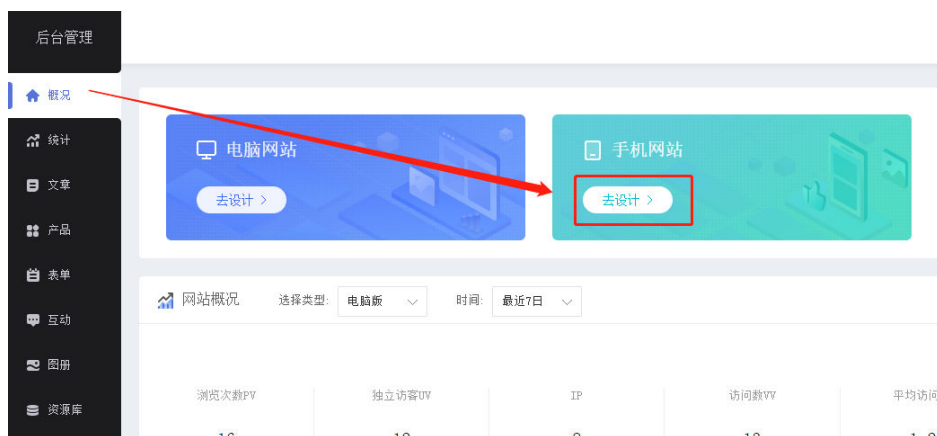 后台管理
概况
统计
文章
产品
表单
互动
图册
资源库
电脑网站
去设计 >
手机网站
去设计 >
网站概况 选择类型: 电脑版 时间: 最近7日
浏览次数PV 独立访客UV IP 访问数VV 平均访问